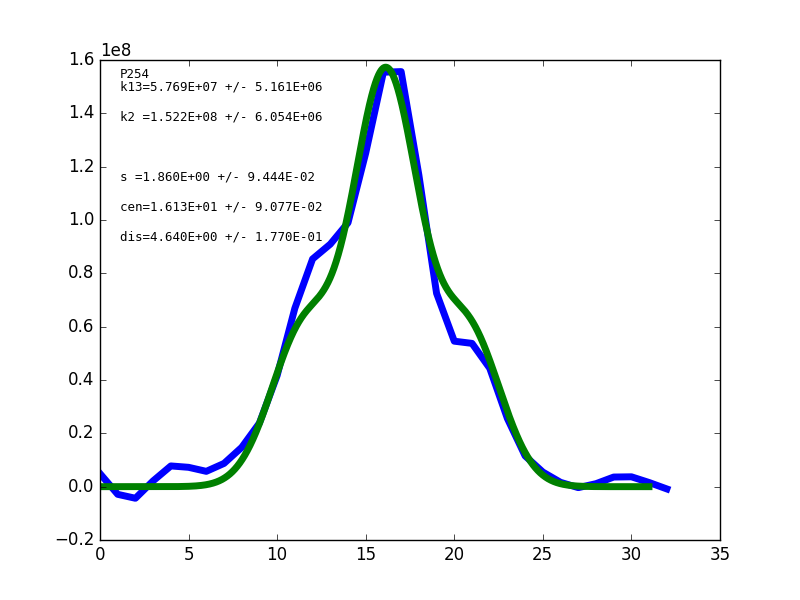 1e8
P254
k13=5.769E+07 +/- 5.161E+06
k2 =1.522E+08 +/- 6.054E+06
s =1.860E+00 +/- 9.444E-02
cen=1.613E+01 +/- 9.077E-02
dis=4.640E+00 +/- 1.770E-01
1.6
1.4
1.2
1.0
0.8
0.6
0.4
0.2
0.0
−0.2
0 5 10 15 20 25 30 35